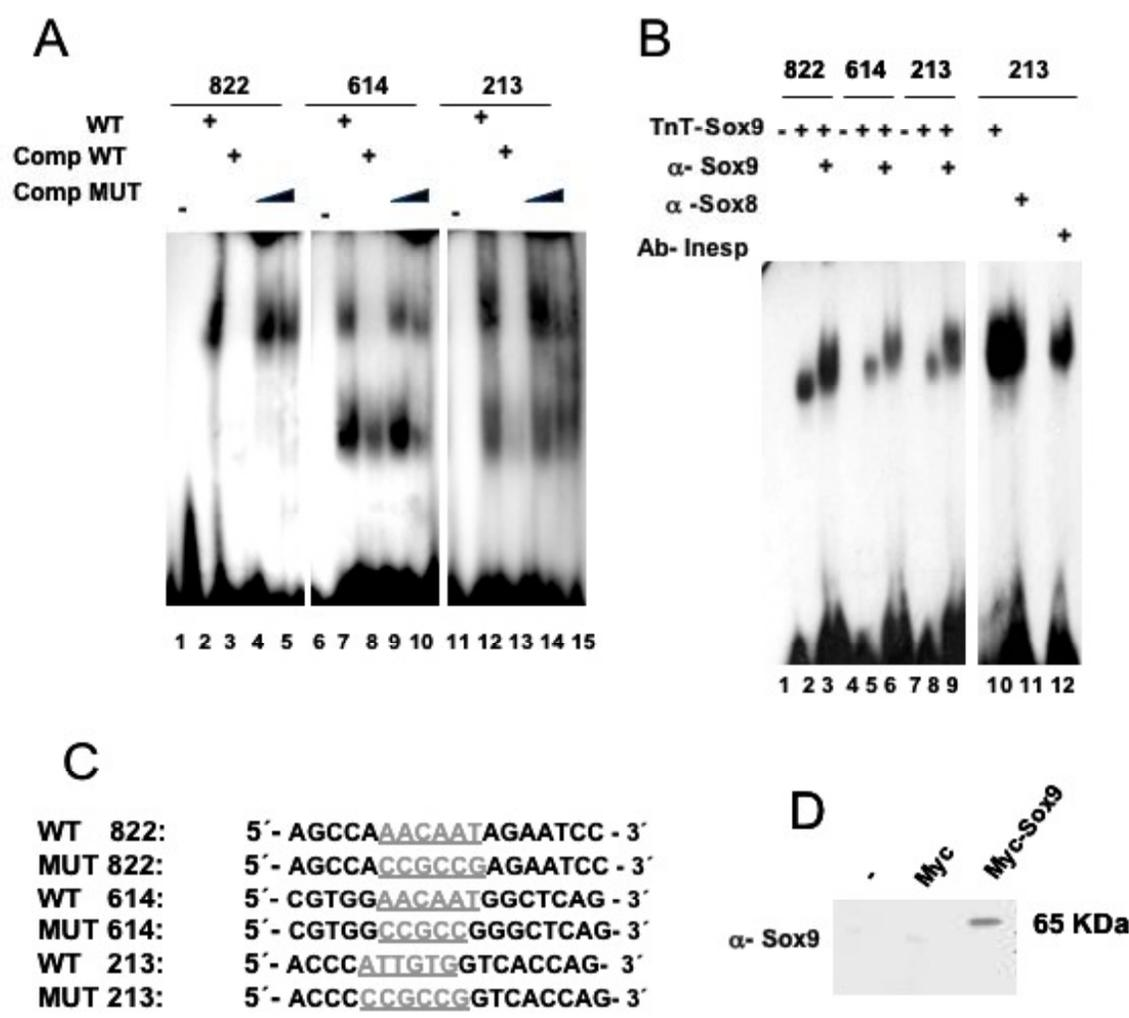 A
822 614 213
WT + + +
Comp WT + + +
Comp MUT
- - -
1 2 3 4 5 6 7 8 9 10 11 12 13 14 15
B
822 614 213 213
TnT-Sox9 - + + - + + - + + +
α- Sox9 + + +
α -Sox8 +
Ab- Inesp +
1 2 3 4 5 6 7 8 9 10 11 12
C
WT 822: 5´- AGCCAAACAATAGAATCC - 3´
MUT 822: 5´- AGCCACCGCCGAGAATCC - 3´
WT 614: 5´- CGTGGAACAATGGCTCAG - 3´
MUT 614: 5´- CGTGGCCGCCGGGCTCAG- 3´
WT 213: 5´- ACCCATTGTGGTCACCAG- 3´
MUT 213: 5´- ACCCCCGCCGGTCACCAG- 3´
D
- Myc Myc-Sox9
α- Sox9 65 KDa